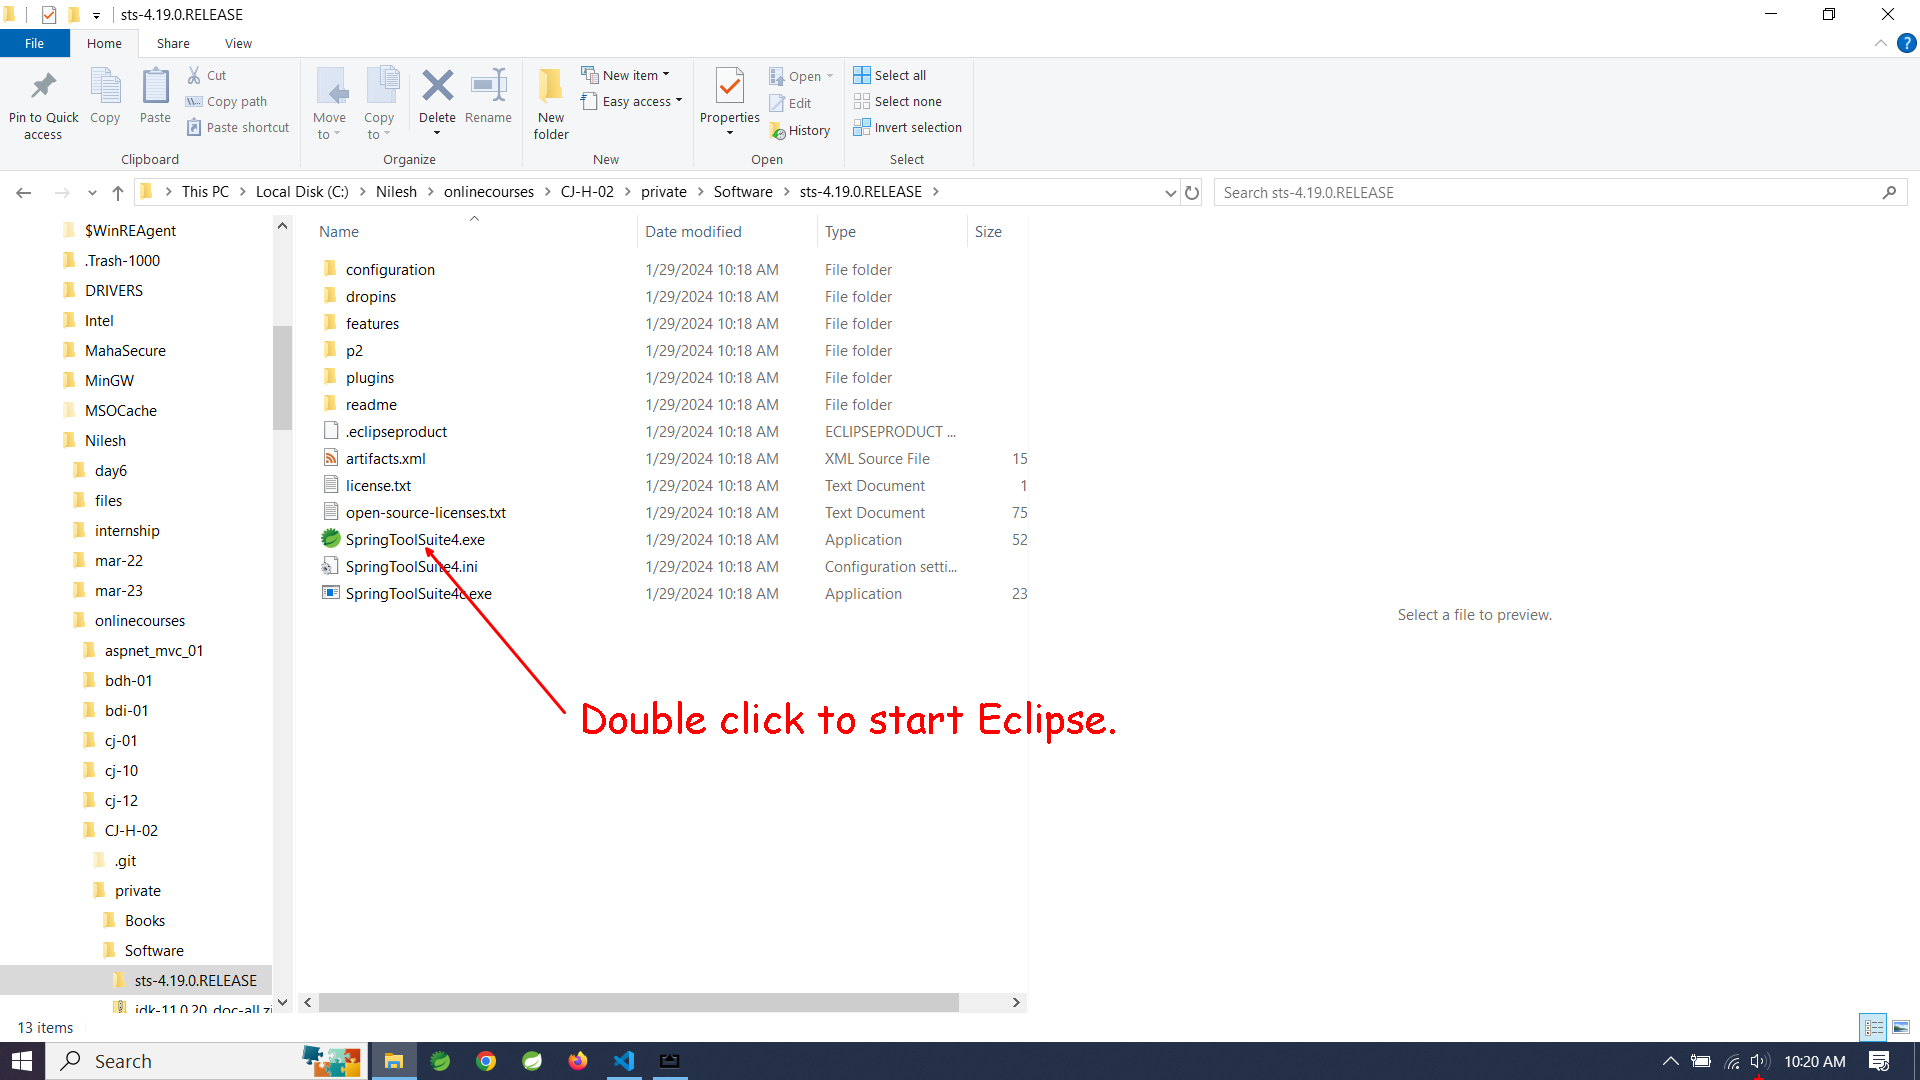 sts-4.19.0.RELEASE
File Home Share View
Pin to Quick access
Copy
Paste
Cut
Copy path
Paste shortcut
Clipboard
Move to
Copy to
Delete
Rename
Organize
New folder
New item
Easy access
New
Properties
Open
Edit
History
Open
Select all
Select none
Invert selection
Select
This PC Local Disk (C:) Nilesh onlinecourses CJ-H-02 private Software sts-4.19.0.RELEASE
Search sts-4.19.0.RELEASE
$WinREAgent
.Trash-1000
DRIVERS
Intel
MahaSecure
MinGW
MSOCache
Nilesh
day6
files
internship
mar-22
mar-23
onlinecourses
aspnet_mvc_01
bdh-01
bdi-01
cj-01
cj-10
cj-12
CJ-H-02
.git
private
Books
Software
sts-4.19.0.RELEASE
Name Date modified Type Size
configuration 1/29/2024 10:18 AM File folder
dropins 1/29/2024 10:18 AM File folder
features 1/29/2024 10:18 AM File folder
p2 1/29/2024 10:18 AM File folder
plugins 1/29/2024 10:18 AM File folder
readme 1/29/2024 10:18 AM File folder
.eclipseproduct 1/29/2024 10:18 AM ECLIPSEPRODUCT ...
artifacts.xml 1/29/2024 10:18 AM XML Source File 15
license.txt 1/29/2024 10:18 AM Text Document 1
open-source-licenses.txt 1/29/2024 10:18 AM Text Document 75
SpringToolSuite4.exe 1/29/2024 10:18 AM Application 52
SpringToolSuite4.ini 1/29/2024 10:18 AM Configuration setti...
SpringToolSuite4c.exe 1/29/2024 10:18 AM Application 23
Select a file to preview.
Double click to start Eclipse.
13 items
Search
10:20 AM